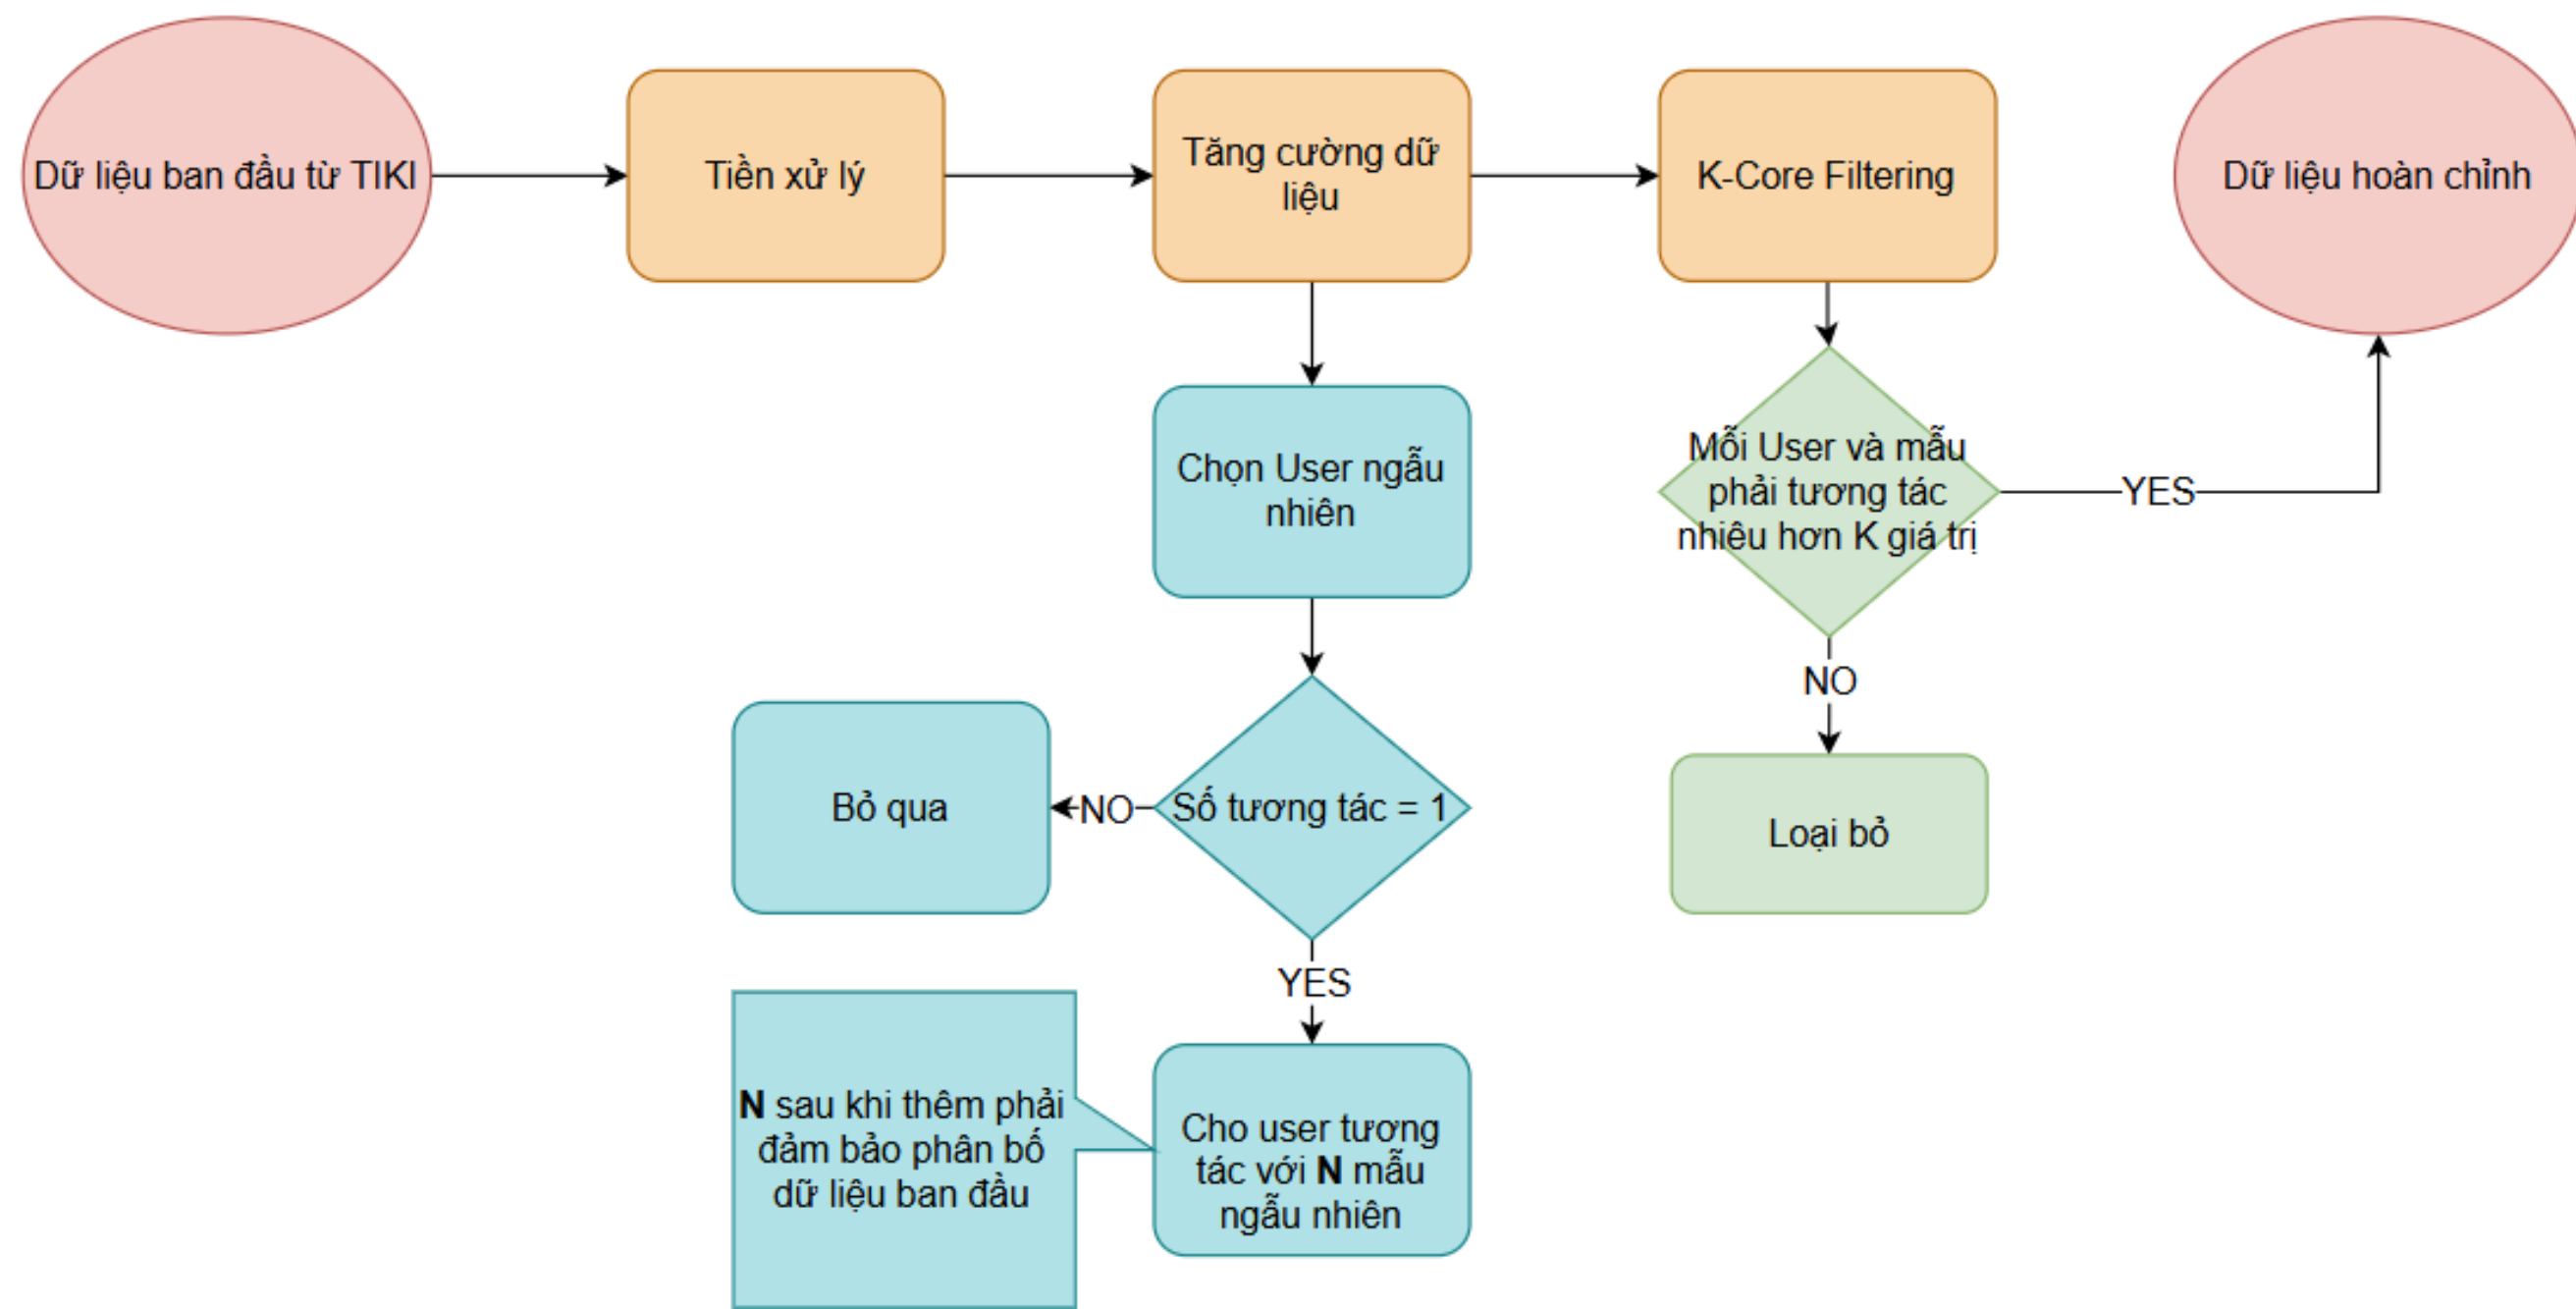 Dữ liệu ban đầu từ TIKI
Tiền xử lý
Tăng cường dữ
liệu
K-Core Filtering
Dữ liệu hoàn chỉnh
Chọn User ngẫu
nhiên
Mỗi User và mẫu
phải tương tác
nhiêu hơn K giá trị
YES
NO
Bỏ qua
NO
Số tương tác = 1
Loại bỏ
YES
N sau khi thêm phải
đảm bảo phân bố
dữ liệu ban đầu
Cho user tương
tác với N mẫu
ngẫu nhiên